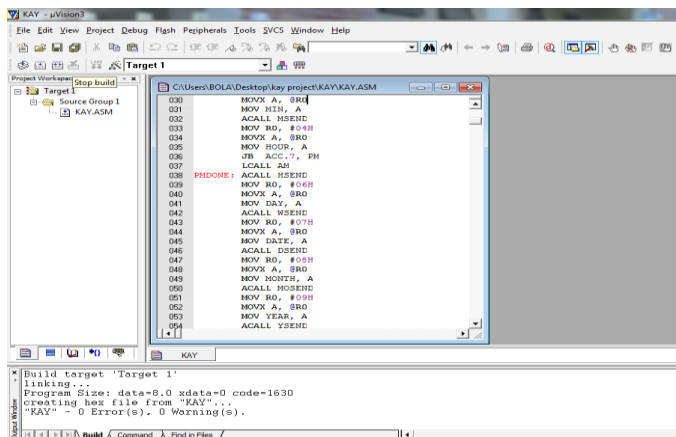 KAY - µVision3
File Edit View Project Debug Flash Peripherals Tools SVCS Window Help
Target 1
Project Workspac
Stop build
Target 1
Source Group 1
KAY.ASM
C:\Users\BOLA\Desktop\kay project\KAY\KAY.ASM
030 MOVX A, @R0
031 MOV MIN, A
032 ACALL MSEND
033 MOV R0, #04H
034 MOVX A, @R0
035 MOV HOUR, A
036 JB ACC.7, PM
037 LCALL AM
038 PMDONE: ACALL HSEND
039 MOV R0, #06H
040 MOVX A, @R0
041 MOV DAY, A
042 ACALL WSEND
043 MOV R0, #07H
044 MOVX A, @R0
045 MOV DATE, A
046 ACALL DSEND
047 MOV R0, #08H
048 MOVX A, @R0
049 MOV MONTH, A
050 ACALL MOSEND
051 MOV R0, #09H
052 MOVX A, @R0
053 MOV YEAR, A
054 ACALL YSEND
KAY
Build target 'Target 1'
linking...
Program Size: data=8.0 xdata=0 code=1630
creating hex file from "KAY"...
"KAY" - 0 Error(s), 0 Warning(s).
Output Window
Build Command Find in Files